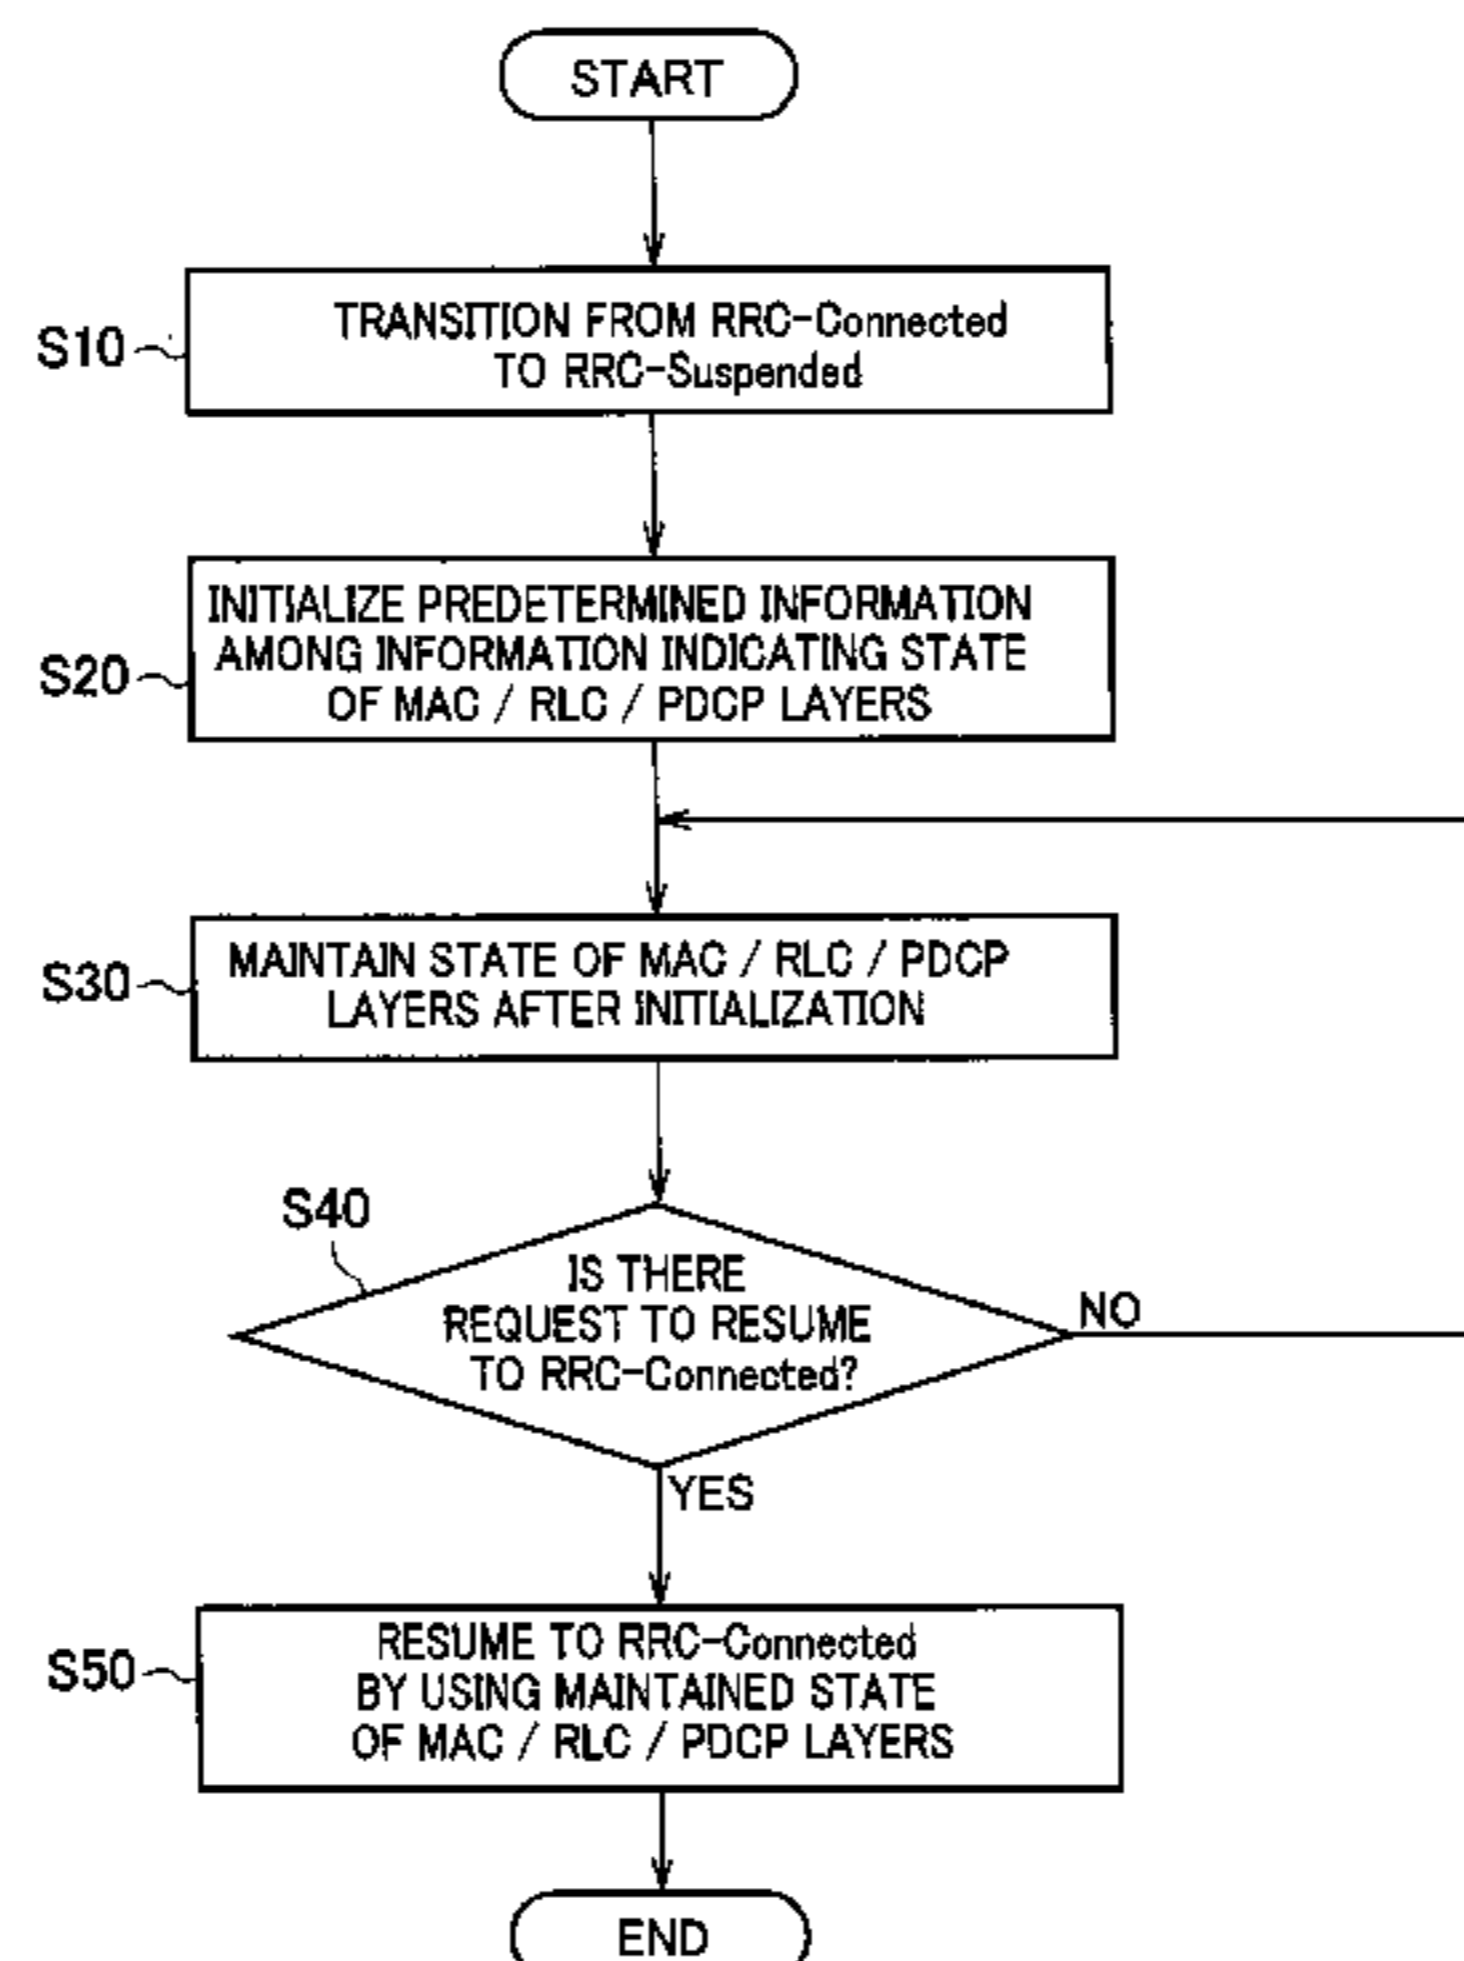 START
S10
TRANSITION FROM RRC-Connected
TO RRC-Suspended
S20
INITIALIZE PREDETERMINED INFORMATION
AMONG INFORMATION INDICATING STATE
OF MAC / RLC / PDCP LAYERS
S30
MAINTAIN STATE OF MAC / RLC / PDCP
LAYERS AFTER INITIALIZATION
S40
IS THERE
REQUEST TO RESUME
TO RRC-Connected?
NO
YES
S50
RESUME TO RRC-Connected
BY USING MAINTAINED STATE
OF MAC / RLC / PDCP LAYERS
END